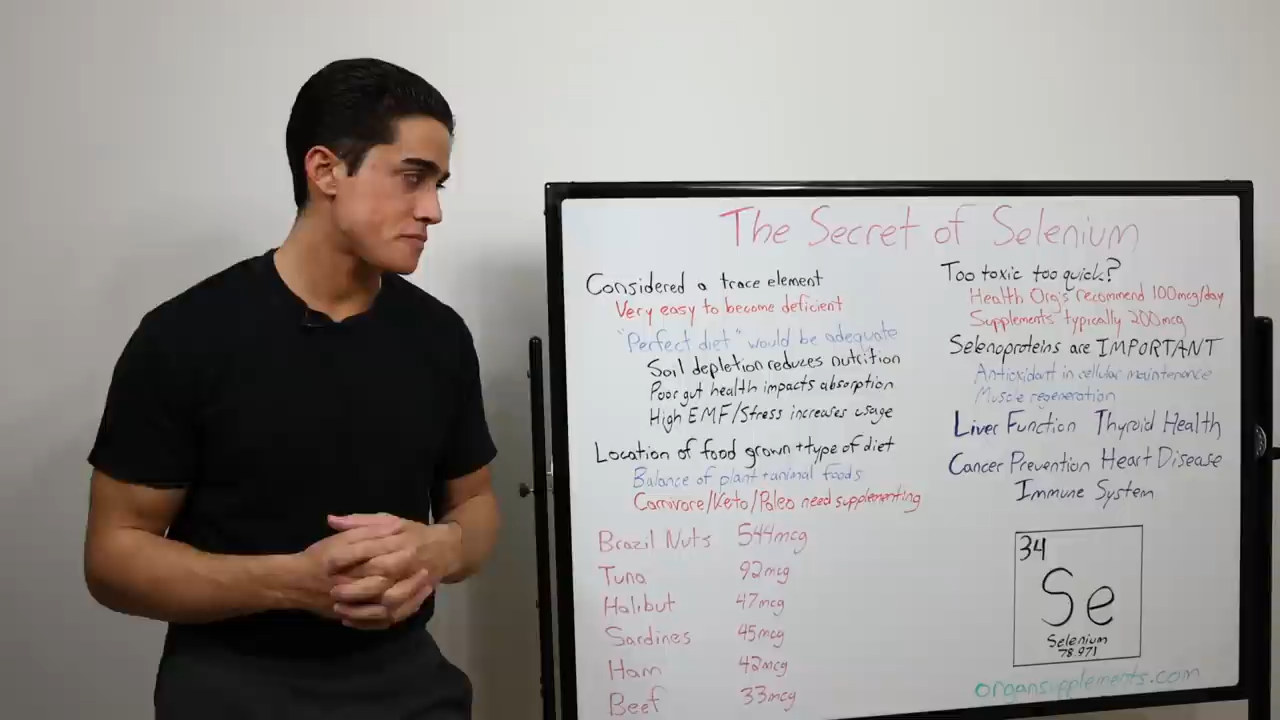 The Secret of Selenium
Considered a trace element
Very easy to become deficient
"Perfect diet" would be adequate
Soil depletion reduces nutrition
Poor gut health impacts absorption
High EMF/Stress increases usage
Location of food grown + type of diet
Balance of plant + animal foods
Carnivore/Keto/Paleo need supplementing
Brazil Nuts 544mcg
Tuna 92mcg
Halibut 47mcg
Sardines 45mcg
Ham 42mcg
Beef 33mcg
Too toxic too quick?
Health Org's recommend 100mcg/day
Supplements typically 200mcg
Selenoproteins are IMPORTANT
Antioxidant in cellular maintenance
Muscle regeneration
Liver Function Thyroid Health
Cancer Prevention Heart Disease
Immune System
34
Se
Selenium
78.971
organsupplements.com